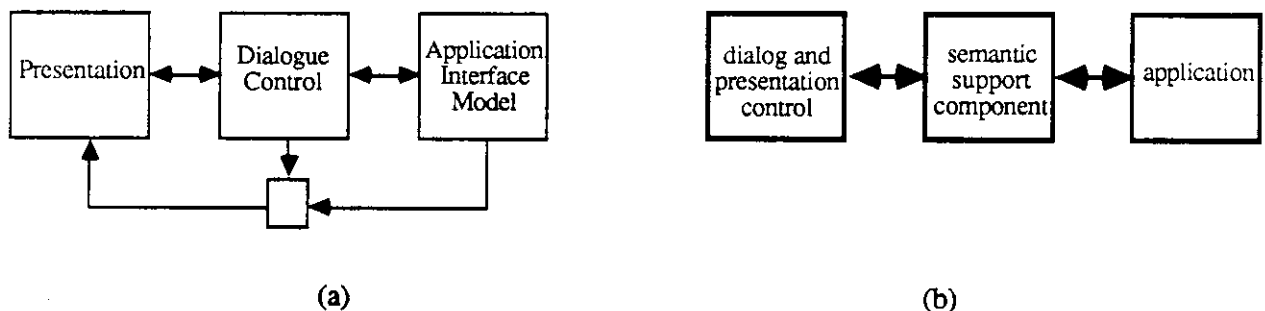 Presentation
Dialogue
Control
Application
Interface
Model
(a)
dialog and
presentation
control
semantic
support
component
application
(b)